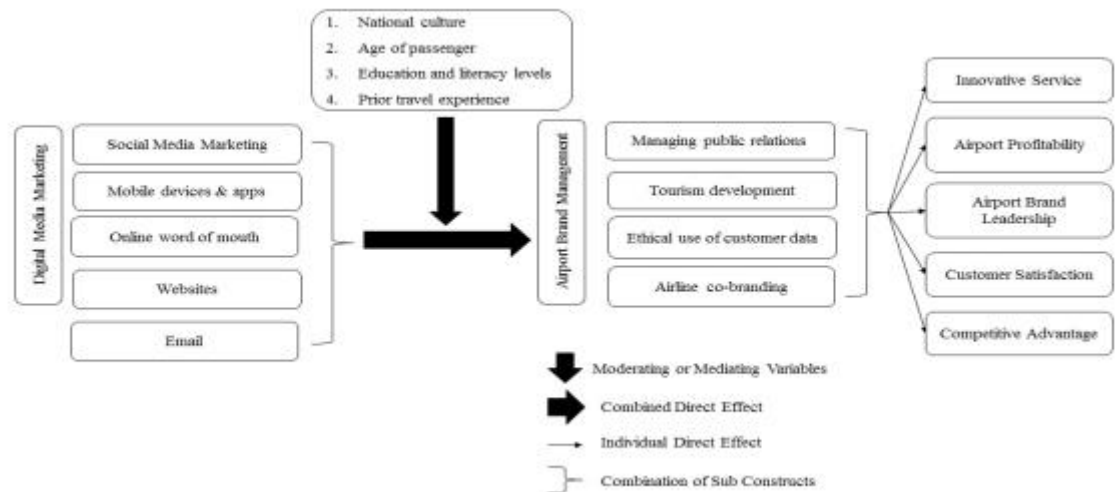 1. National culture
2. Age of passenger
3. Education and literacy levels
4. Prior travel experience
Digital Media Marketing
Social Media Marketing
Mobile devices & apps
Online word of mouth
Websites
Email
Airport Brand Management
Managing public relations
Tourism development
Ethical use of customer data
Airline co-branding
Innovative Service
Airport Profitability
Airport Brand
Leadership
Customer Satisfaction
Competitive Advantage
Moderating or Mediating Variables
Combined Direct Effect
Individual Direct Effect
Combination of Sub Constructs